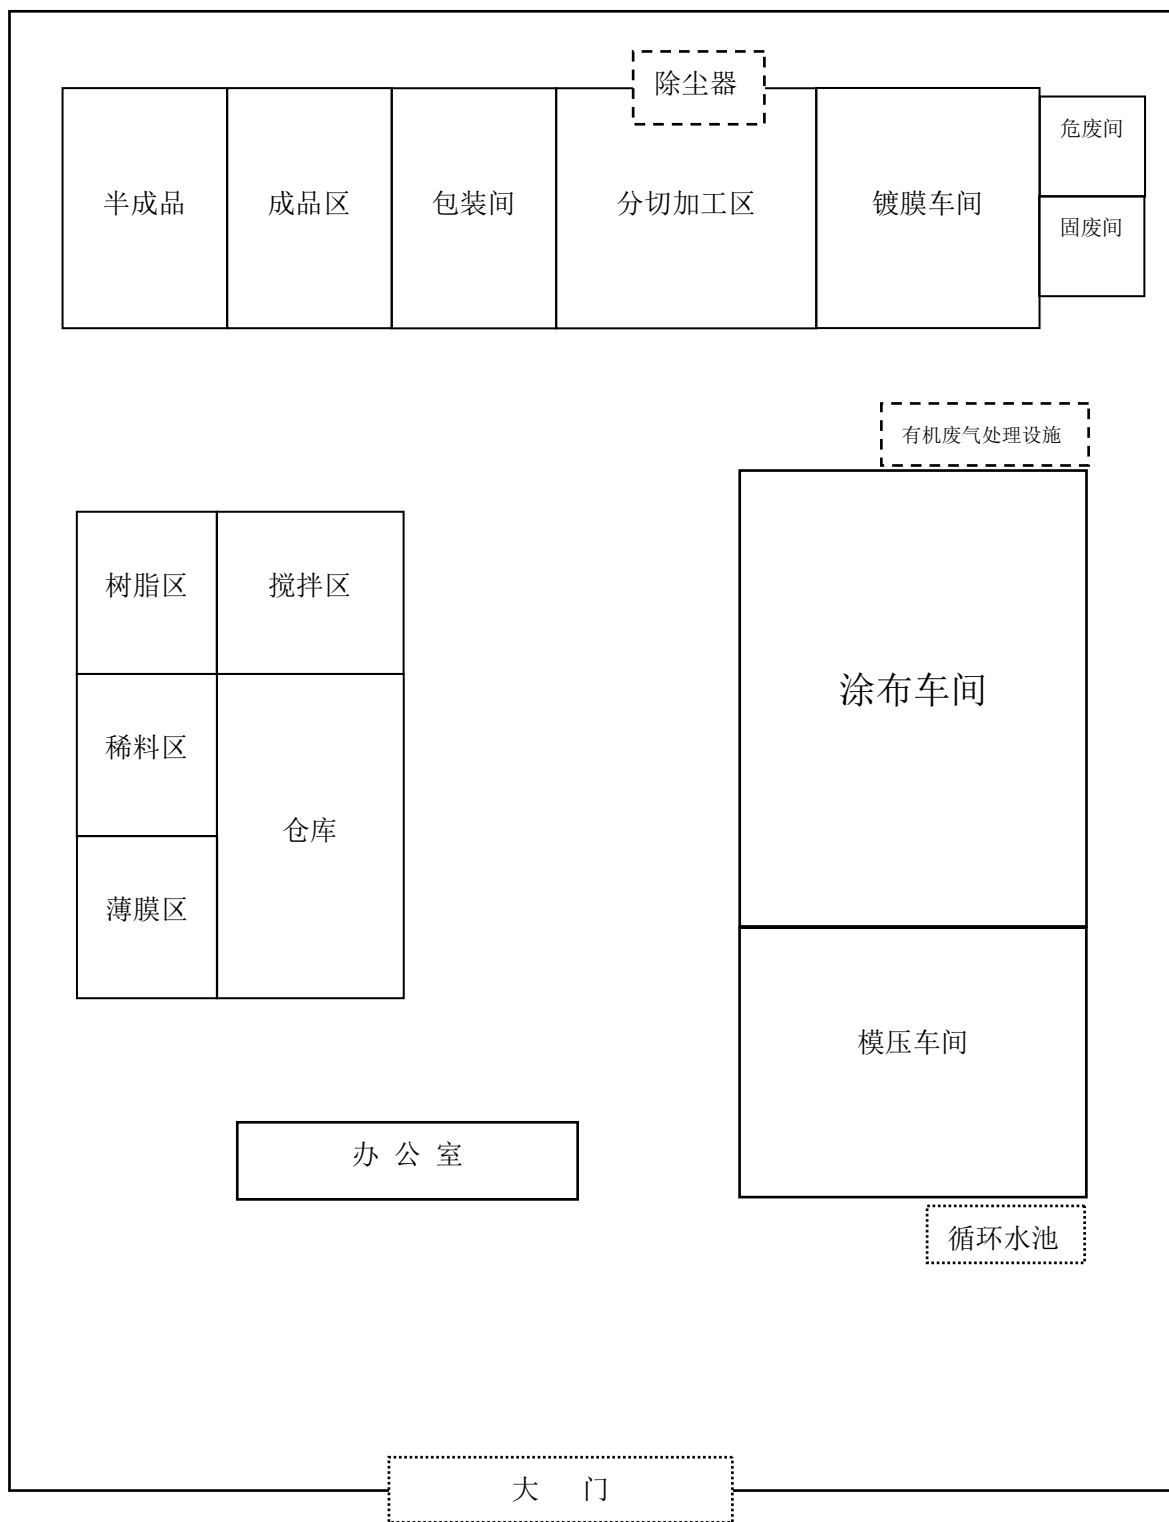 除尘器
危废间
半成品
成品区
包装间
分切加工区
镀膜车间
固废间
有机废气处理设施
树脂区
搅拌区
涂布车间
稀料区
仓库
薄膜区
模压车间
办 公 室
循环水池
大 门